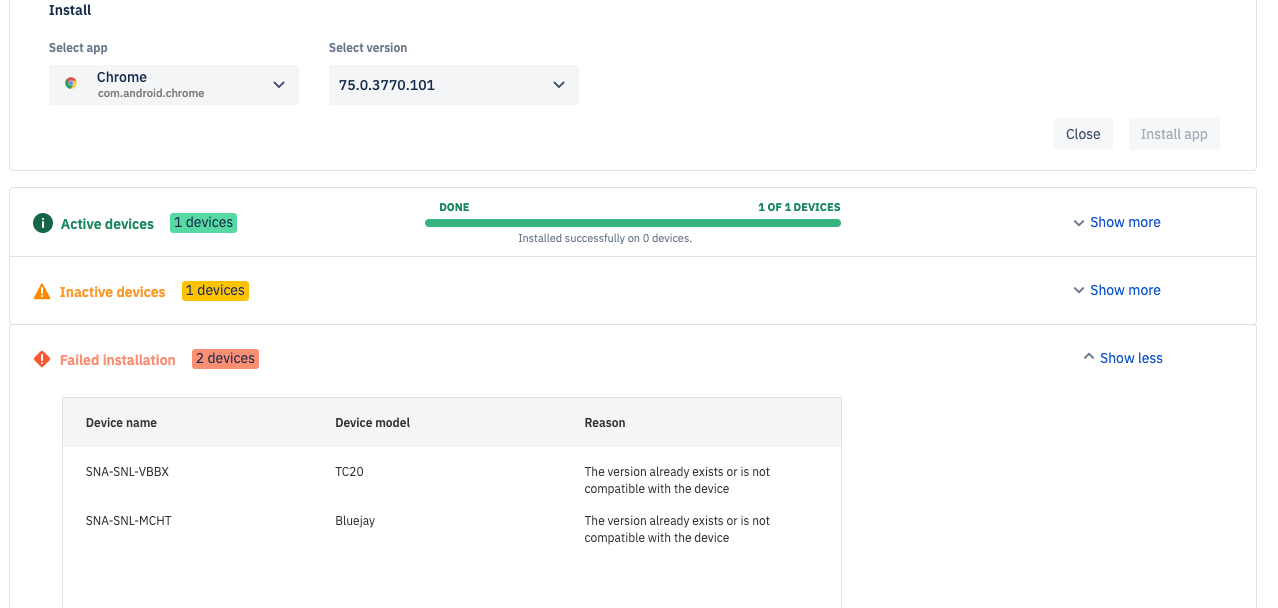 Install
Select app
Select version
Chrome
com.android.chrome
75.0.3770.101
Close
Install app
Active devices
1 devices
DONE
1 OF 1 DEVICES
Installed successfully on 0 devices.
Show more
Inactive devices
1 devices
Show more
Failed installation
2 devices
Show less
Device name
Device model
Reason
SNA-SNL-VBBX
TC20
The version already exists or is not
compatible with the device
SNA-SNL-MCHT
Bluejay
The version already exists or is not
compatible with the device